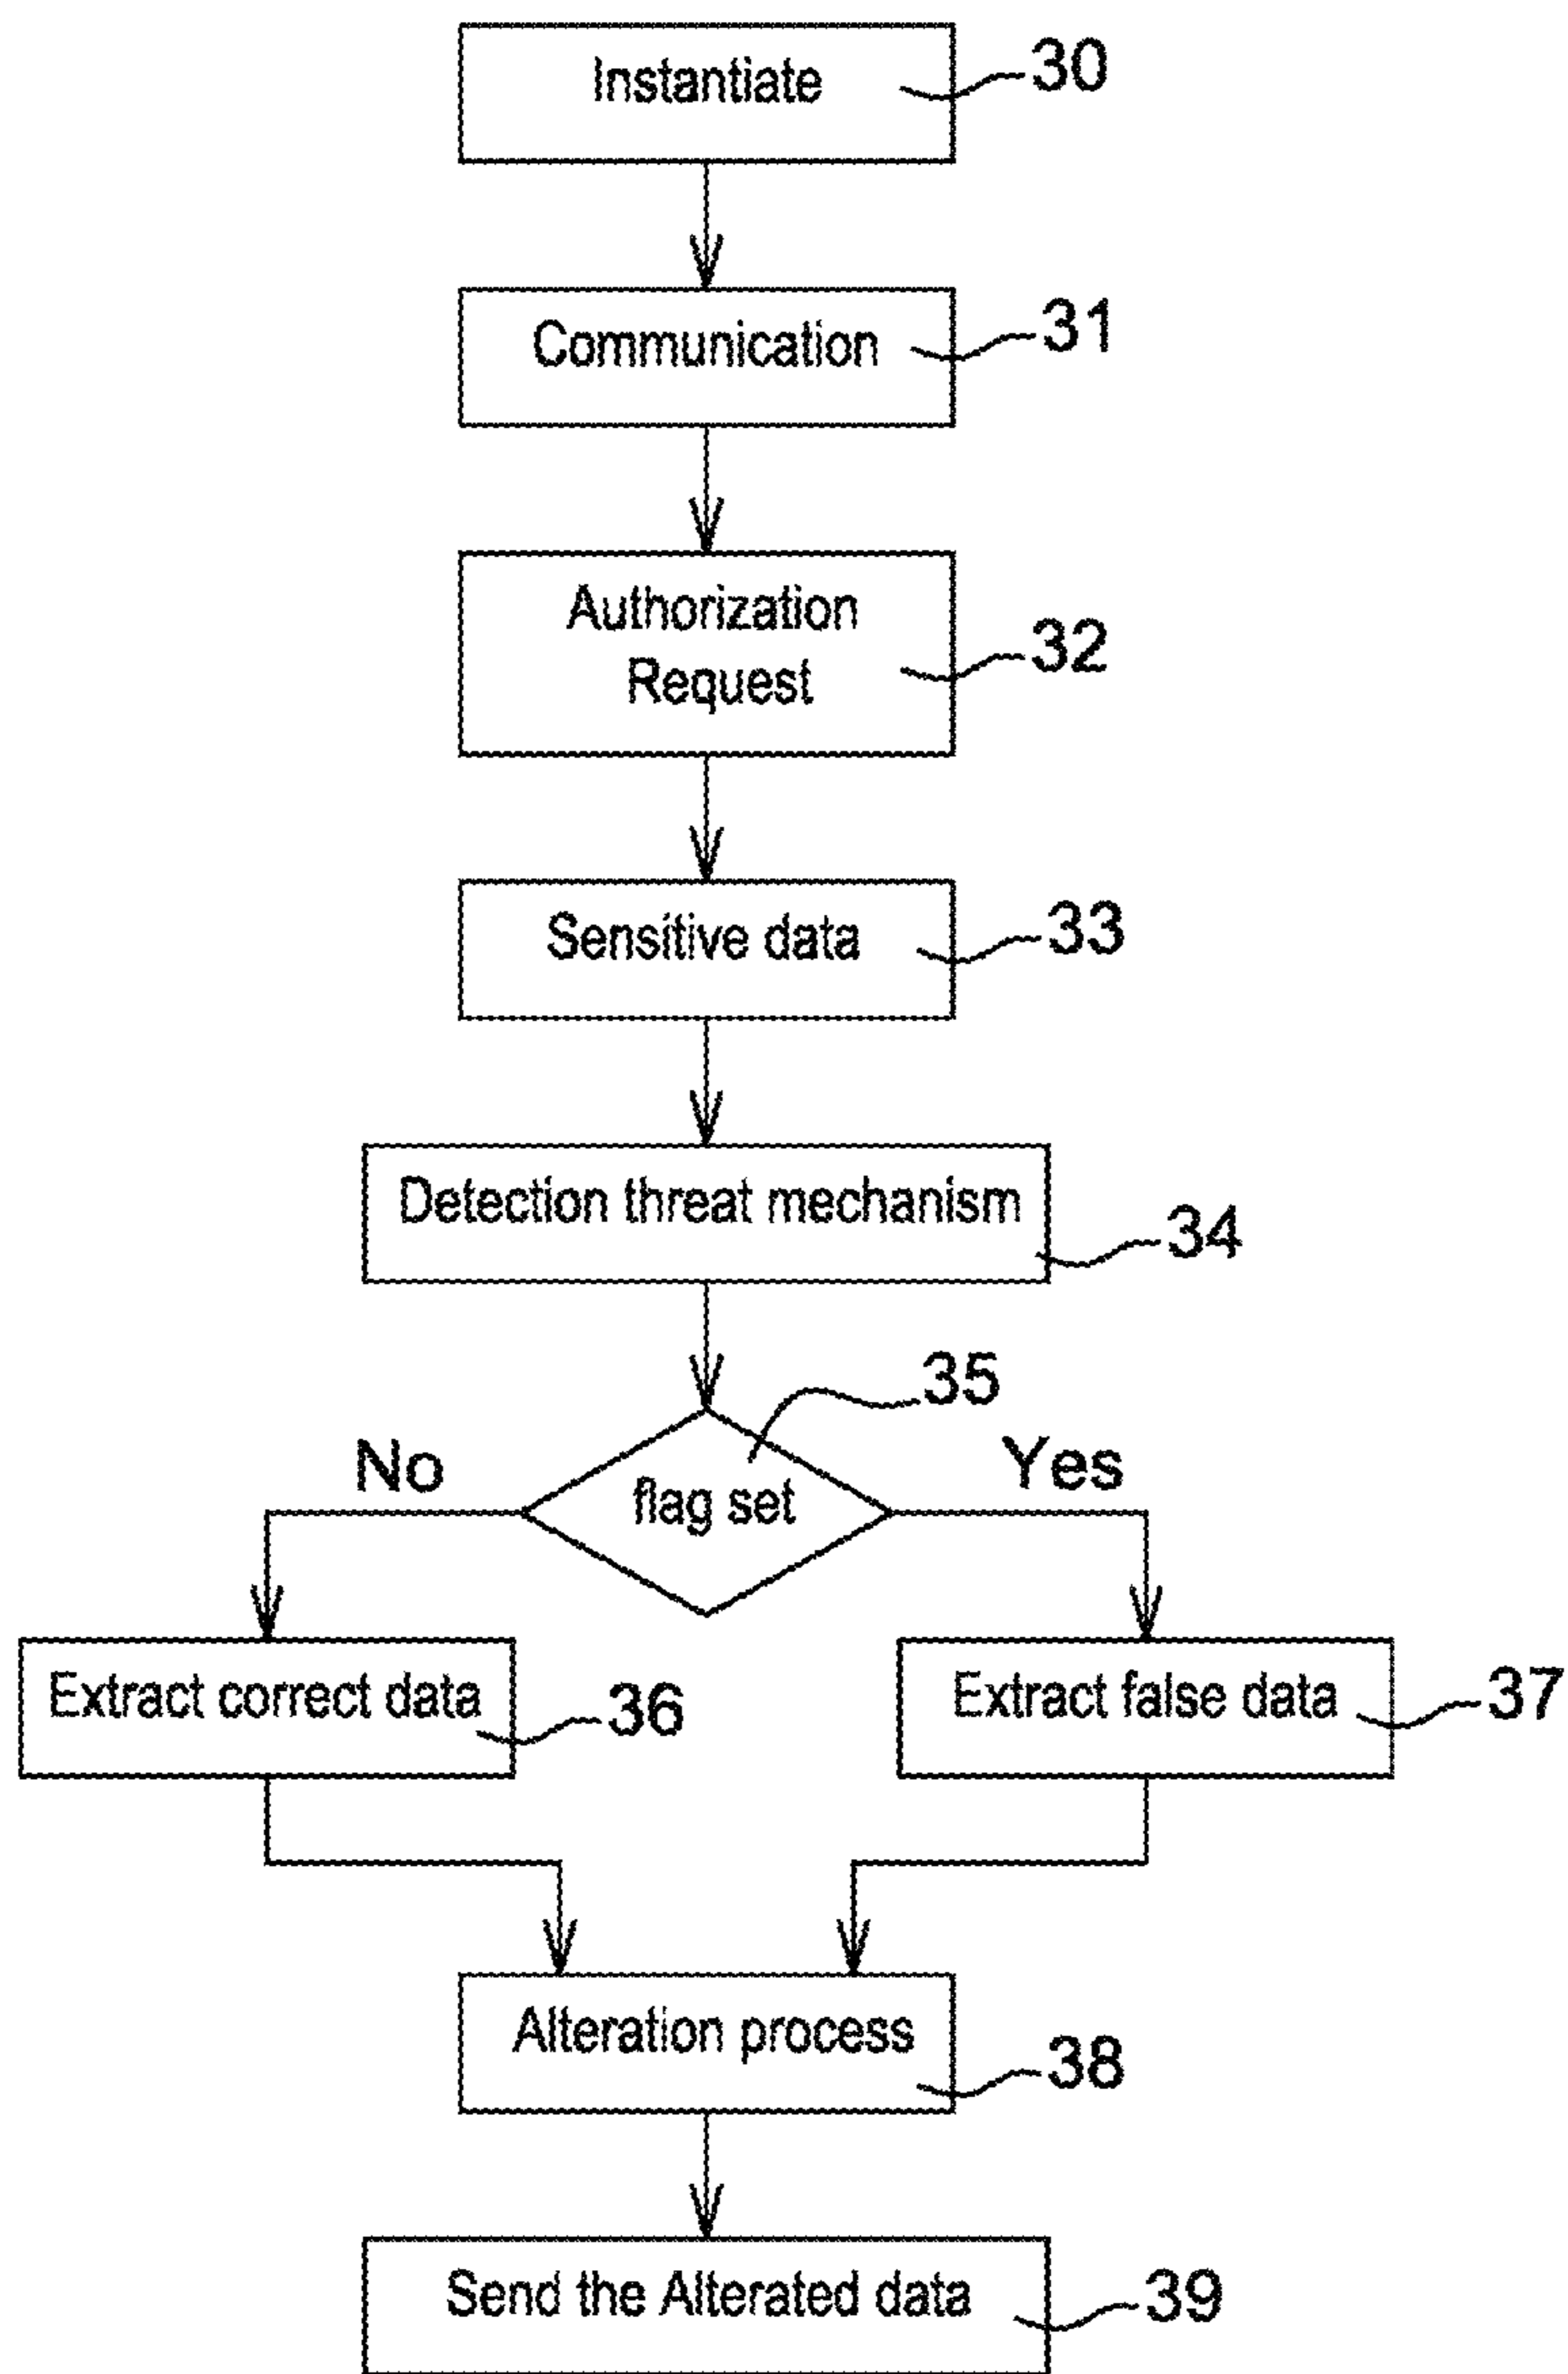 Instantiate
30
Communication
31
Authorization
Request
32
Sensitive data
33
Detection threat mechanism
34
35
No
flag set
Yes
Extract correct data
36
Extract false data
37
Alteration process
38
Send the Alterated data
39